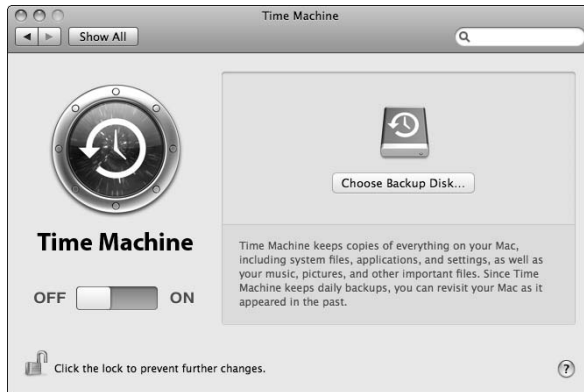 Time Machine
Show All
Choose Backup Disk...
Time Machine
Time Machine keeps copies of everything on your Mac,
including system files, applications, and settings, as well as
your music, pictures, and other important files. Since Time
Machine keeps daily backups, you can revisit your Mac as it
appeared in the past.
OFF ON
Click the lock to prevent further changes.
?